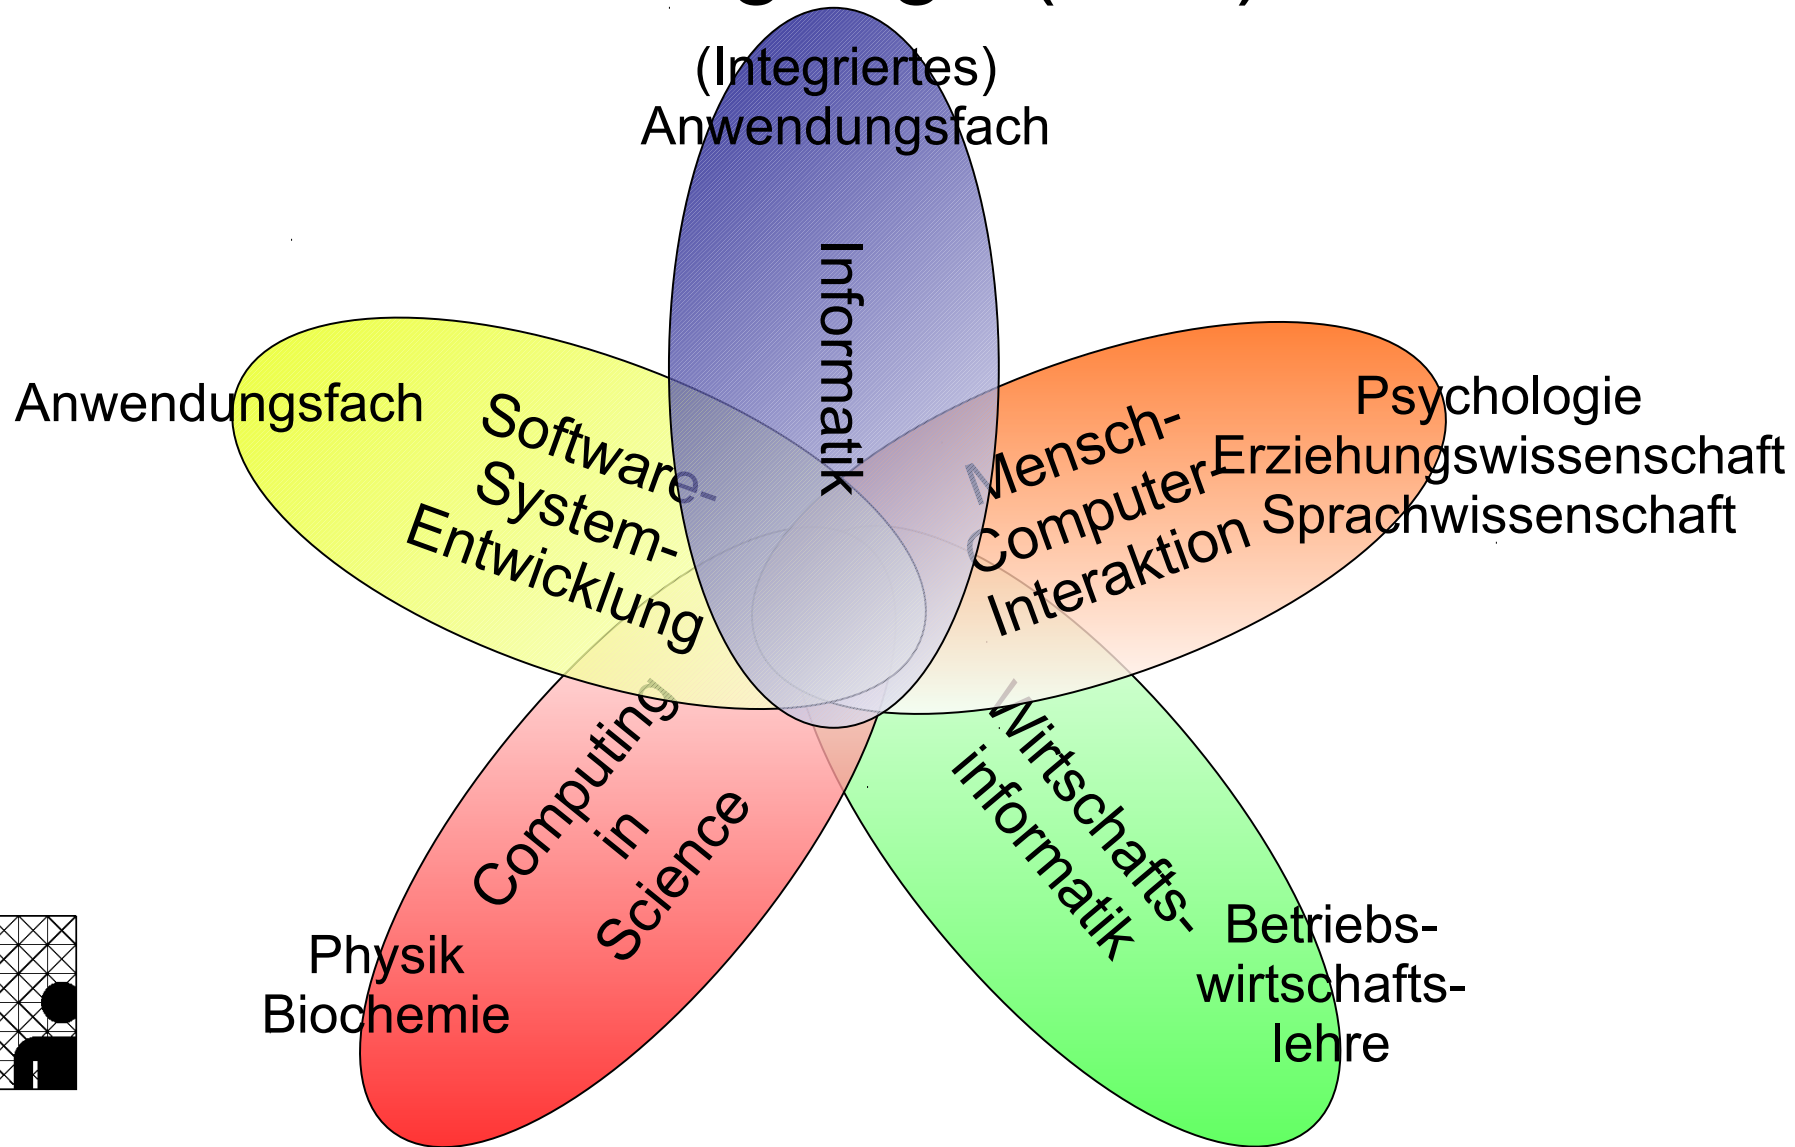 (Integriertes)
Anwendungsfach
Informatik
Anwendungsfach
Software-
System-
Entwicklung
Mensch-
Computer-
Interaktion
Psychologie
Erziehungswissenschaft
Sprachwissenschaft
Computing
in
Science
Physik
Biochemie
Wirtschafts-
informatik
Betriebs-
wirtschafts-
lehre